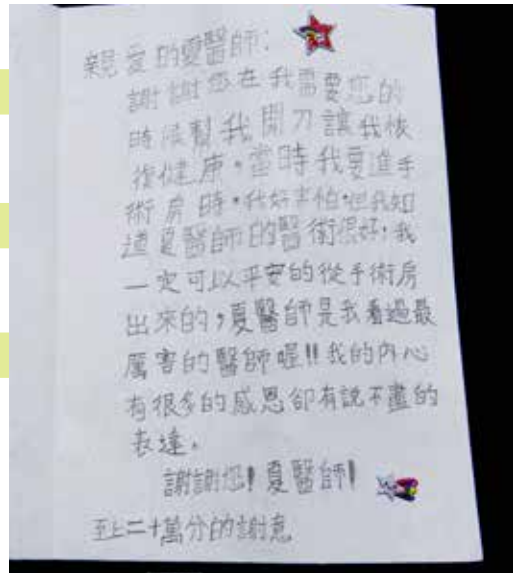 親愛的夏醫師：
謝謝您在我需要您的
時候幫我開刀讓我恢
復健康。當時我要進手
術房時，我好害怕，但我知
道夏醫師的醫術很好，我
一定可以平安的從手術房
出來的，夏醫師是我看過最
厲害的醫師喔!!我的內心
有很多的感恩卻有說不盡的
表達。
謝謝您!夏醫師!
至上二十萬分的謝意